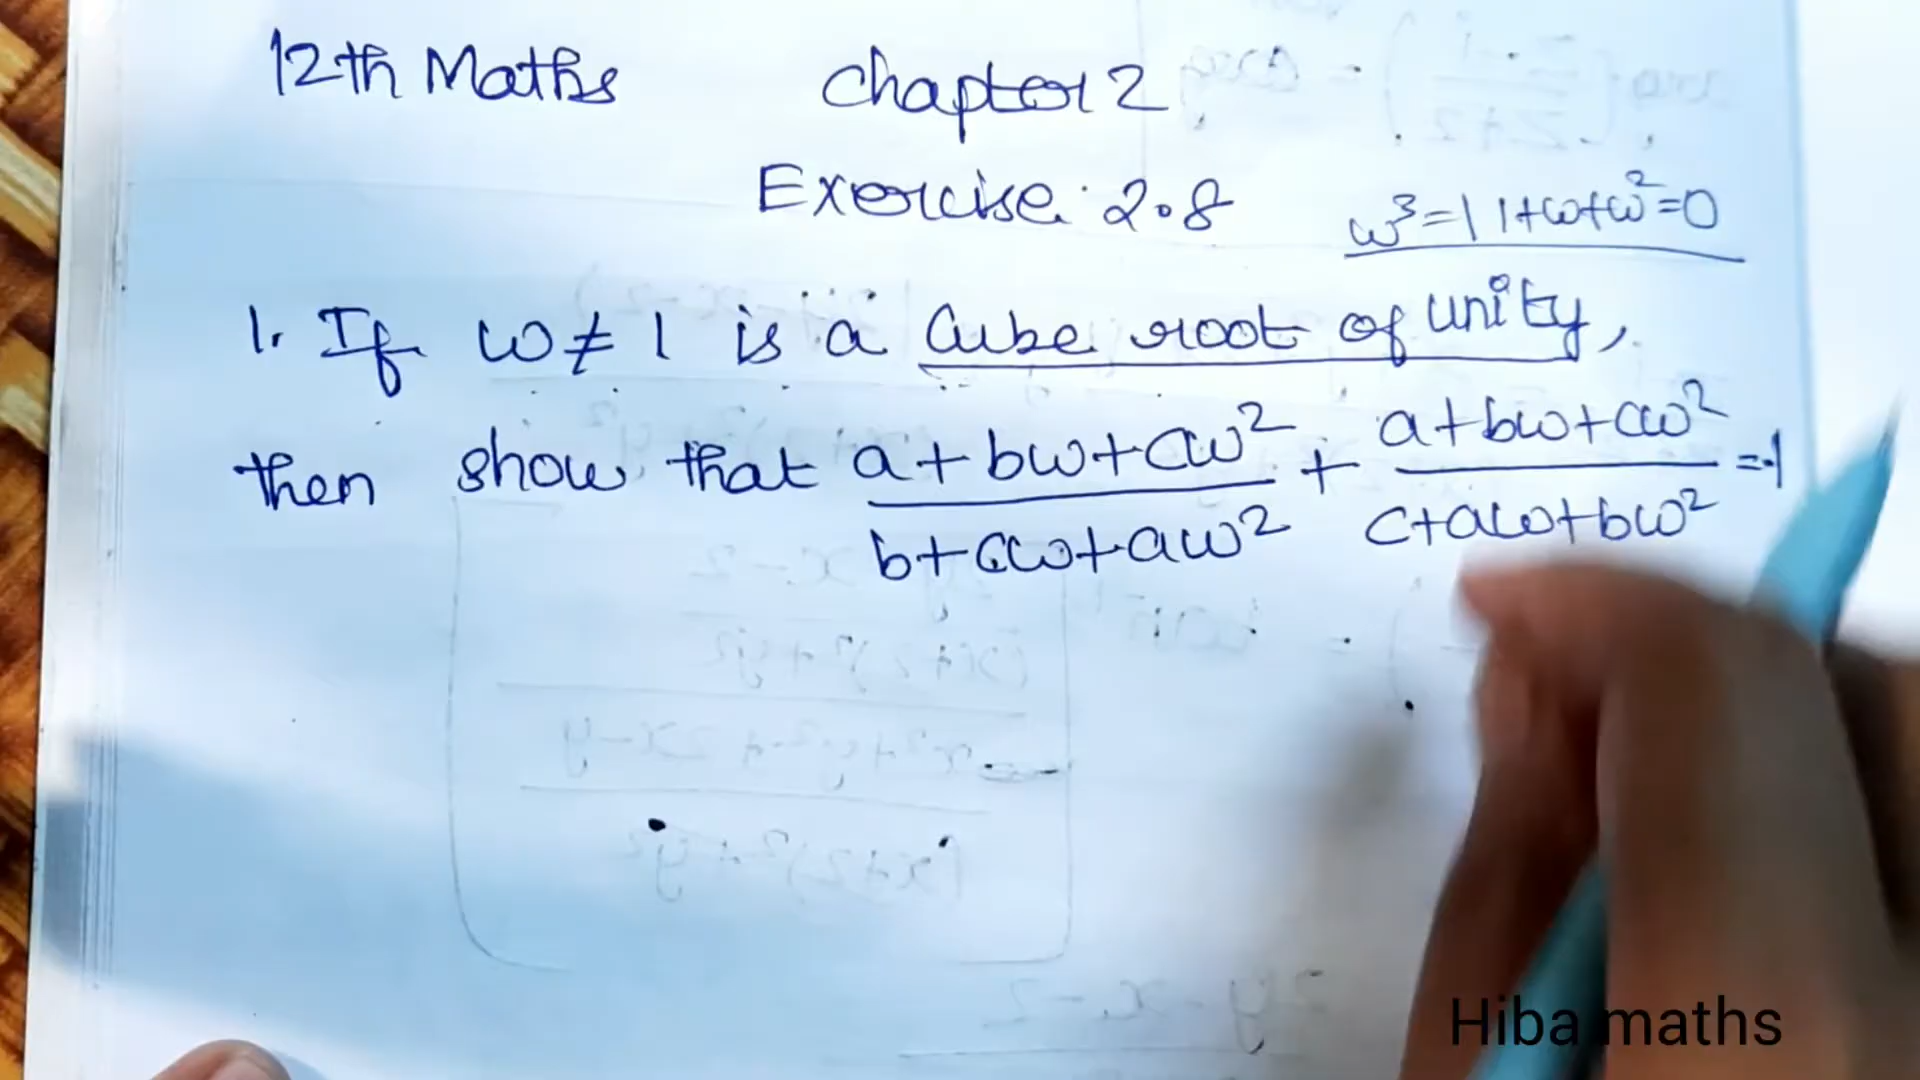 12th Maths Chapter 2
Exercise: 2.8
ω³=1 1+ω+ω²=0
1. If ω≠1 is a Cube root of unity,
then show that (a+bω+cω²)/(b+cω+aω²) + (a+bω+cω²)/(c+aω+bω²) =-1
Hiba maths